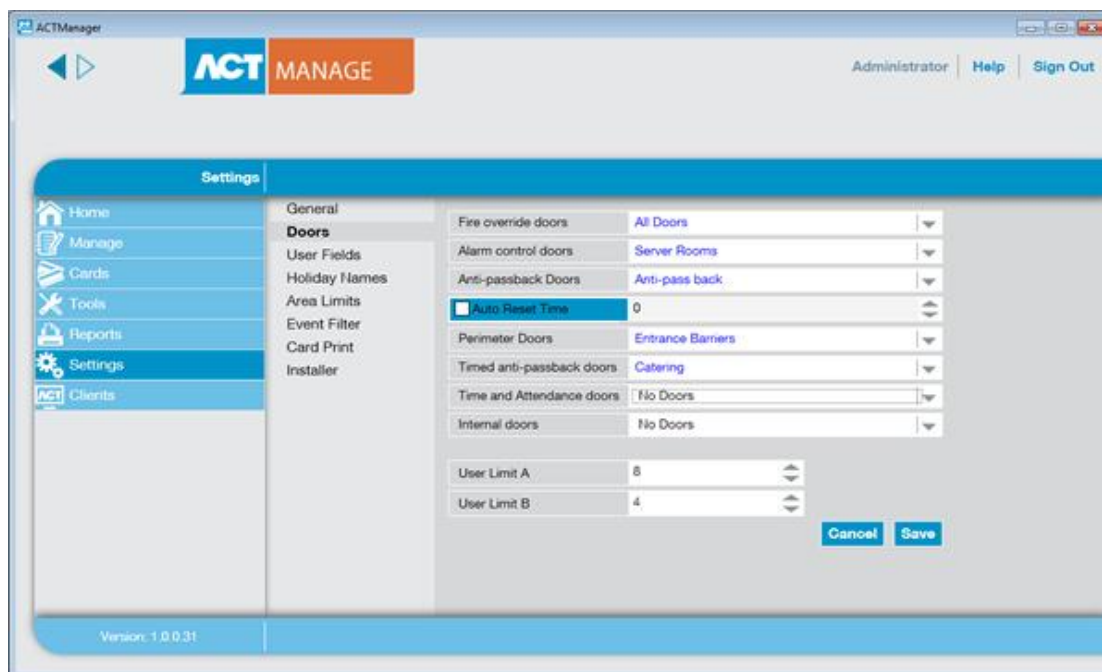 ACTManager
ACT MANAGE
Administrator Help Sign Out
Settings
Home
Manage
Cards
Tools
Reports
Settings
ACT Clients
General
Doors
User Fields
Holiday Names
Area Limits
Event Filter
Card Print
Installer
Fire override doors All Doors
Alarm control doors Server Rooms
Anti-passback Doors Anti-pass back
Auto Reset Time 0
Perimeter Doors Entrance Barriers
Timed anti-passback doors Catering
Time and Attendance doors No Doors
Internal doors No Doors
User Limit A 8
User Limit B 4
Cancel Save
Version: 1.0.0.31